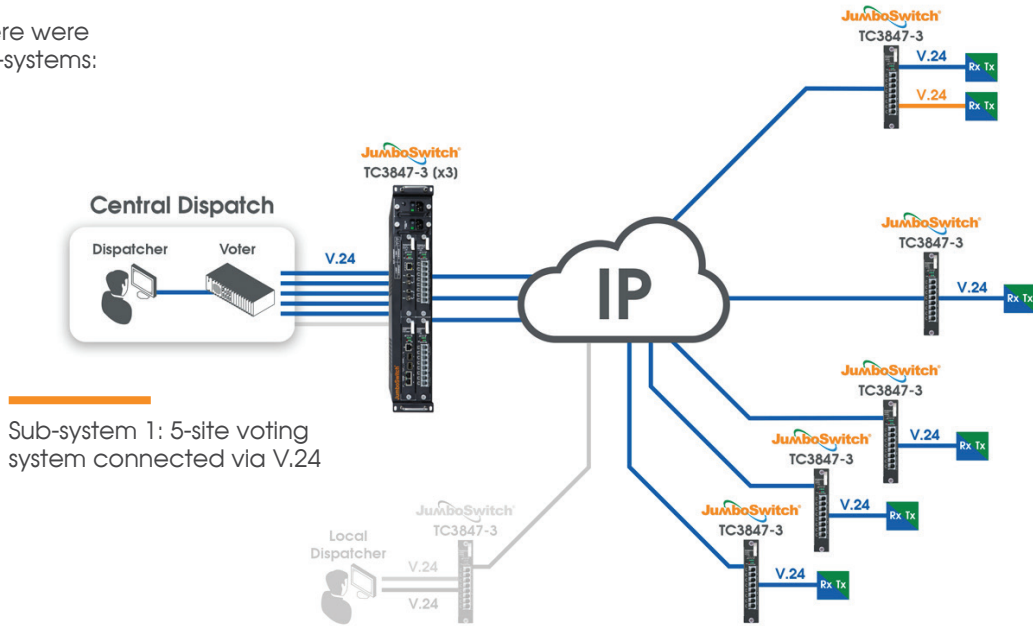 ere were
-systems:
JumboSwitch®
TC3847-3
V.24
Rx Tx
V.24
Rx Tx
JumboSwitch®
TC3847-3 (x3)
Central Dispatch
Dispatcher
Voter
V.24
IP
JumboSwitch®
TC3847-3
V.24
Rx Tx
JumboSwitch®
TC3847-3
V.24
Rx Tx
JumboSwitch®
TC3847-3
V.24
Rx Tx
JumboSwitch®
TC3847-3
V.24
Rx Tx
Sub-system 1: 5-site voting
system connected via V.24
JumboSwitch®
TC3847-3
Local
Dispatcher
V.24
V.24
JumboSwitch